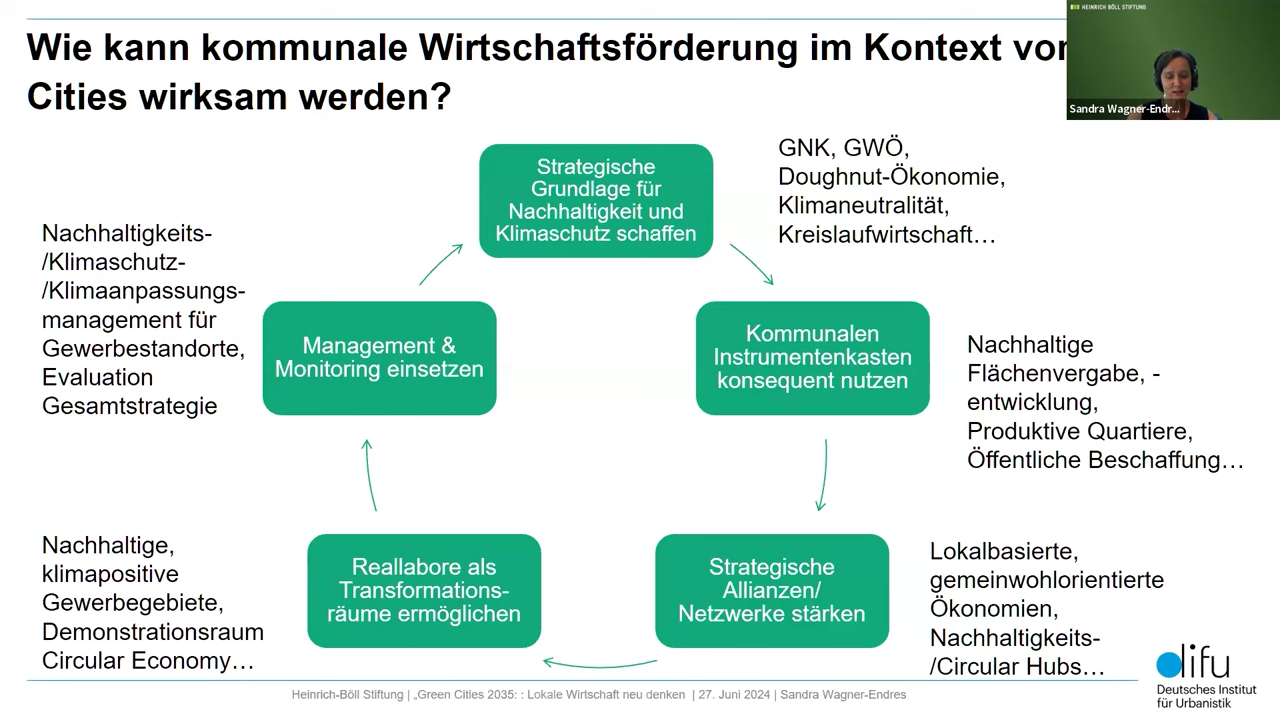 Wie kann kommunale Wirtschaftsförderung im Kontext von
Cities wirksam werden?
HEINRICH BÖLL STIFTUNG
Sandra Wagner-Endr...
Strategische
Grundlage für
Nachhaltigkeit und
Klimaschutz schaffen
GNK, GWÖ,
Doughnut-Ökonomie,
Klimaneutralität,
Kreislaufwirtschaft…
Kommunalen
Instrumentenkasten
konsequent nutzen
Nachhaltige
Flächenvergabe, -
entwicklung,
Produktive Quartiere,
Öffentliche Beschaffung…
Strategische
Allianzen/
Netzwerke stärken
Lokalbasierte,
gemeinwohlorientierte
Ökonomien,
Nachhaltigkeits-
/Circular Hubs…
Reallabore als
Transformations-
räume ermöglichen
Nachhaltige,
klimapositive
Gewerbegebiete,
Demonstrationsraum
Circular Economy…
Management &
Monitoring einsetzen
Nachhaltigkeits-
/Klimaschutz-
/Klimaanpassungs-
management für
Gewerbestandorte,
Evaluation
Gesamtstrategie
Heinrich-Böll Stiftung | „Green Cities 2035: : Lokale Wirtschaft neu denken | 27. Juni 2024 | Sandra Wagner-Endres
difu
Deutsches Institut
für Urbanistik